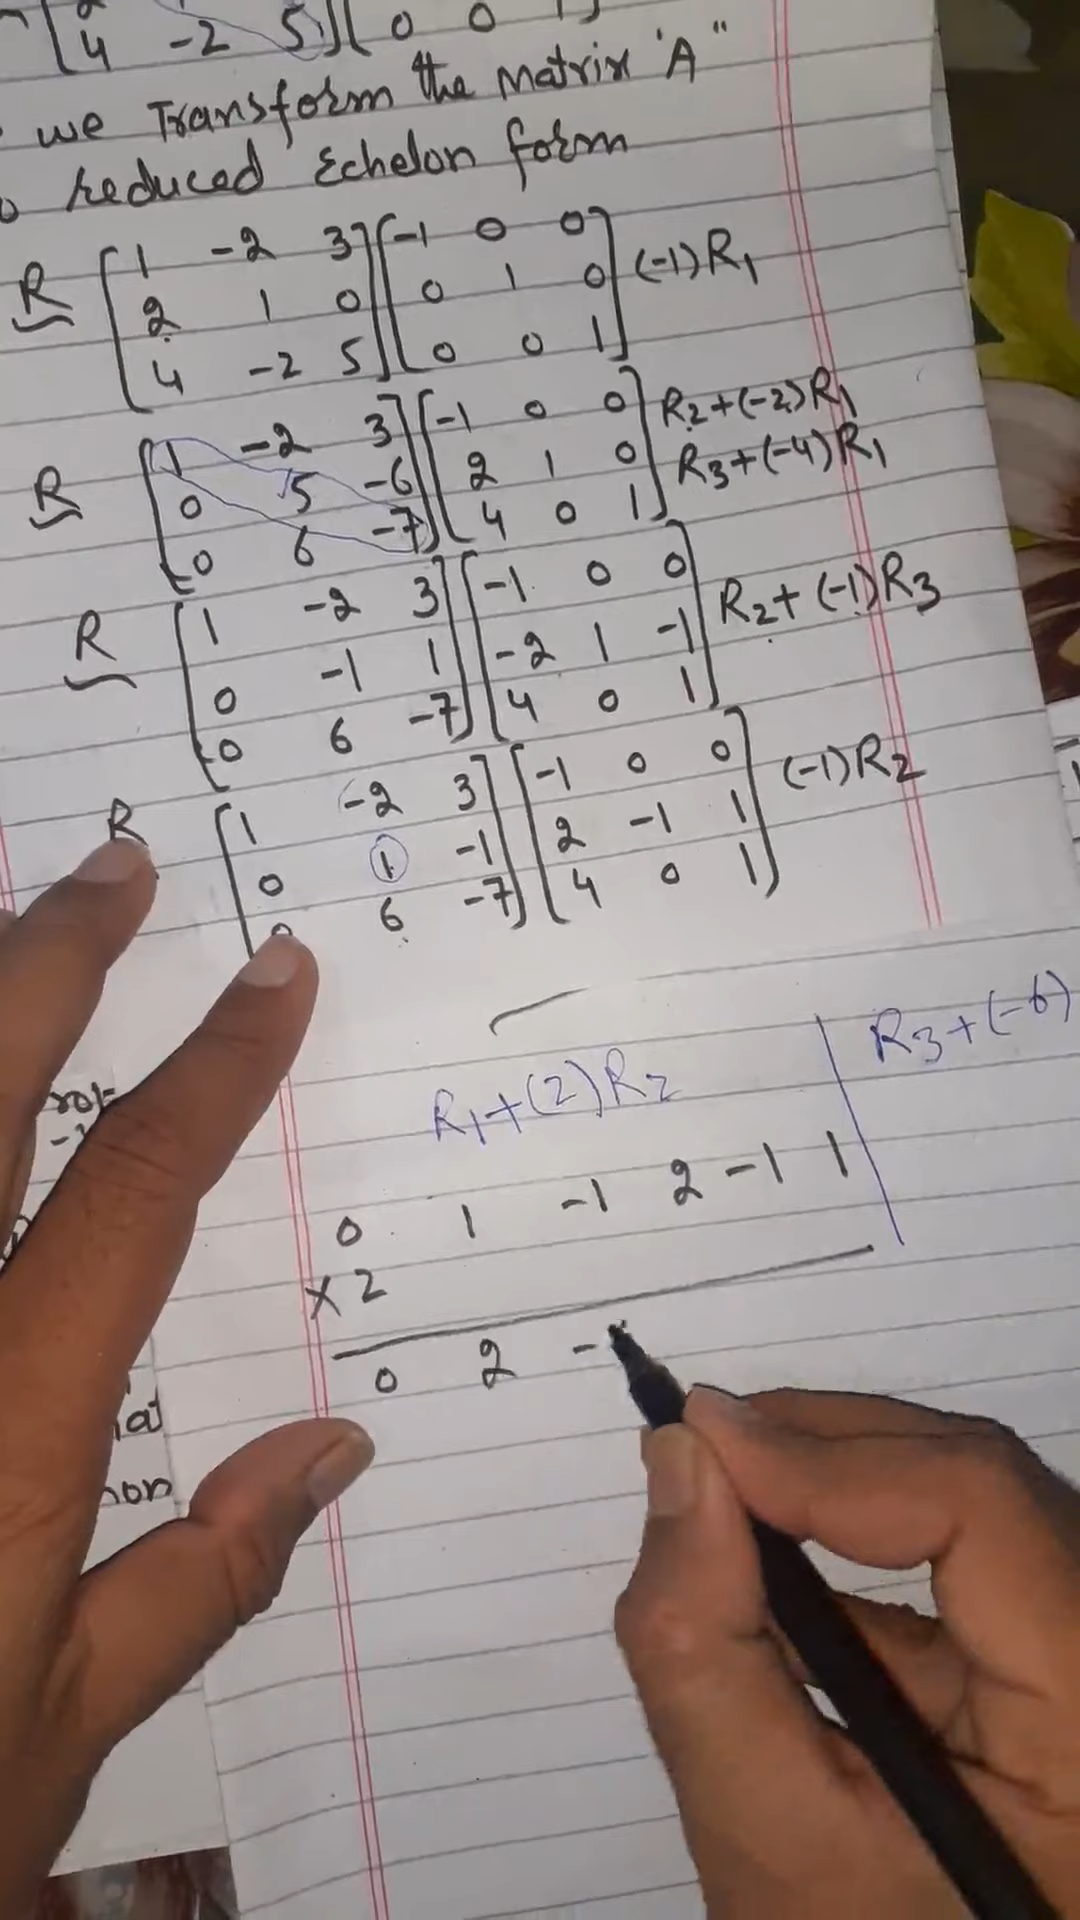 4 -2 5 0 0
we Transform the Matrix "A"
reduced Echelon form
R 1 -2 3 -1 0 0 (-1)R1
2 1 0 0 1 0
4 -2 5 0 0 1
R 1 -2 3 -1 0 0 R2+(-2)R1
0 5 -6 2 1 0 R3+(-4)R1
0 6 -7 4 0 1
R 1 -2 3 -1 0 0 R2+(-1)R3
0 -1 1 -2 1 -1
0 6 -7 4 0 1
R 1 -2 3 -1 0 0 (-1)R2
0 1 -1 2 -1 1
6 -7 4 0 1
R1+(2)R2 R3+(-6)
0 1 -1 2 -1 1
×2
0 2 -